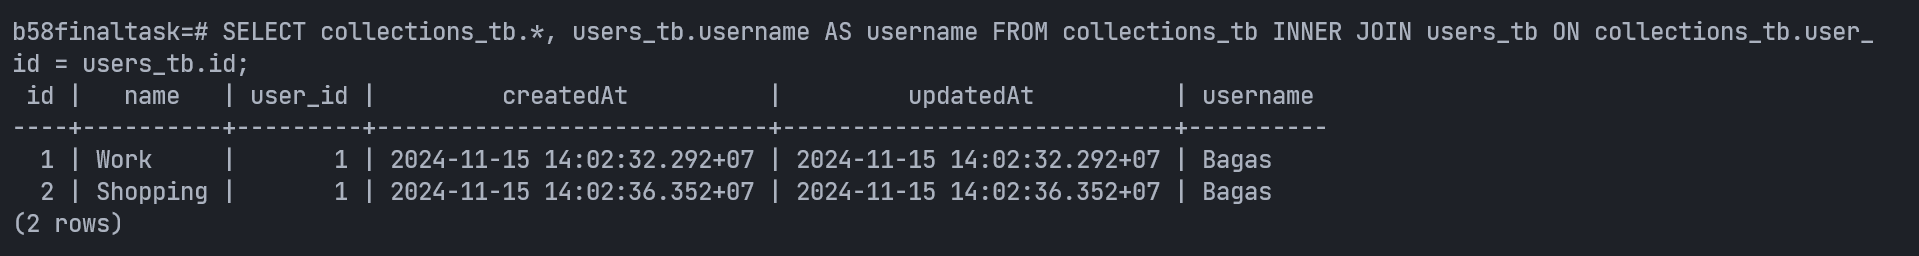 b58finaltask=# SELECT collections_tb.*, users_tb.username AS username FROM collections_tb INNER JOIN users_tb ON collections_tb.user_
id = users_tb.id;
 id |   name   | user_id |         createdAt          |         updatedAt          | username
----+----------+---------+----------------------------+----------------------------+----------
  1 | Work     |       1 | 2024-11-15 14:02:32.292+07 | 2024-11-15 14:02:32.292+07 | Bagas
  2 | Shopping |       1 | 2024-11-15 14:02:36.352+07 | 2024-11-15 14:02:36.352+07 | Bagas
(2 rows)